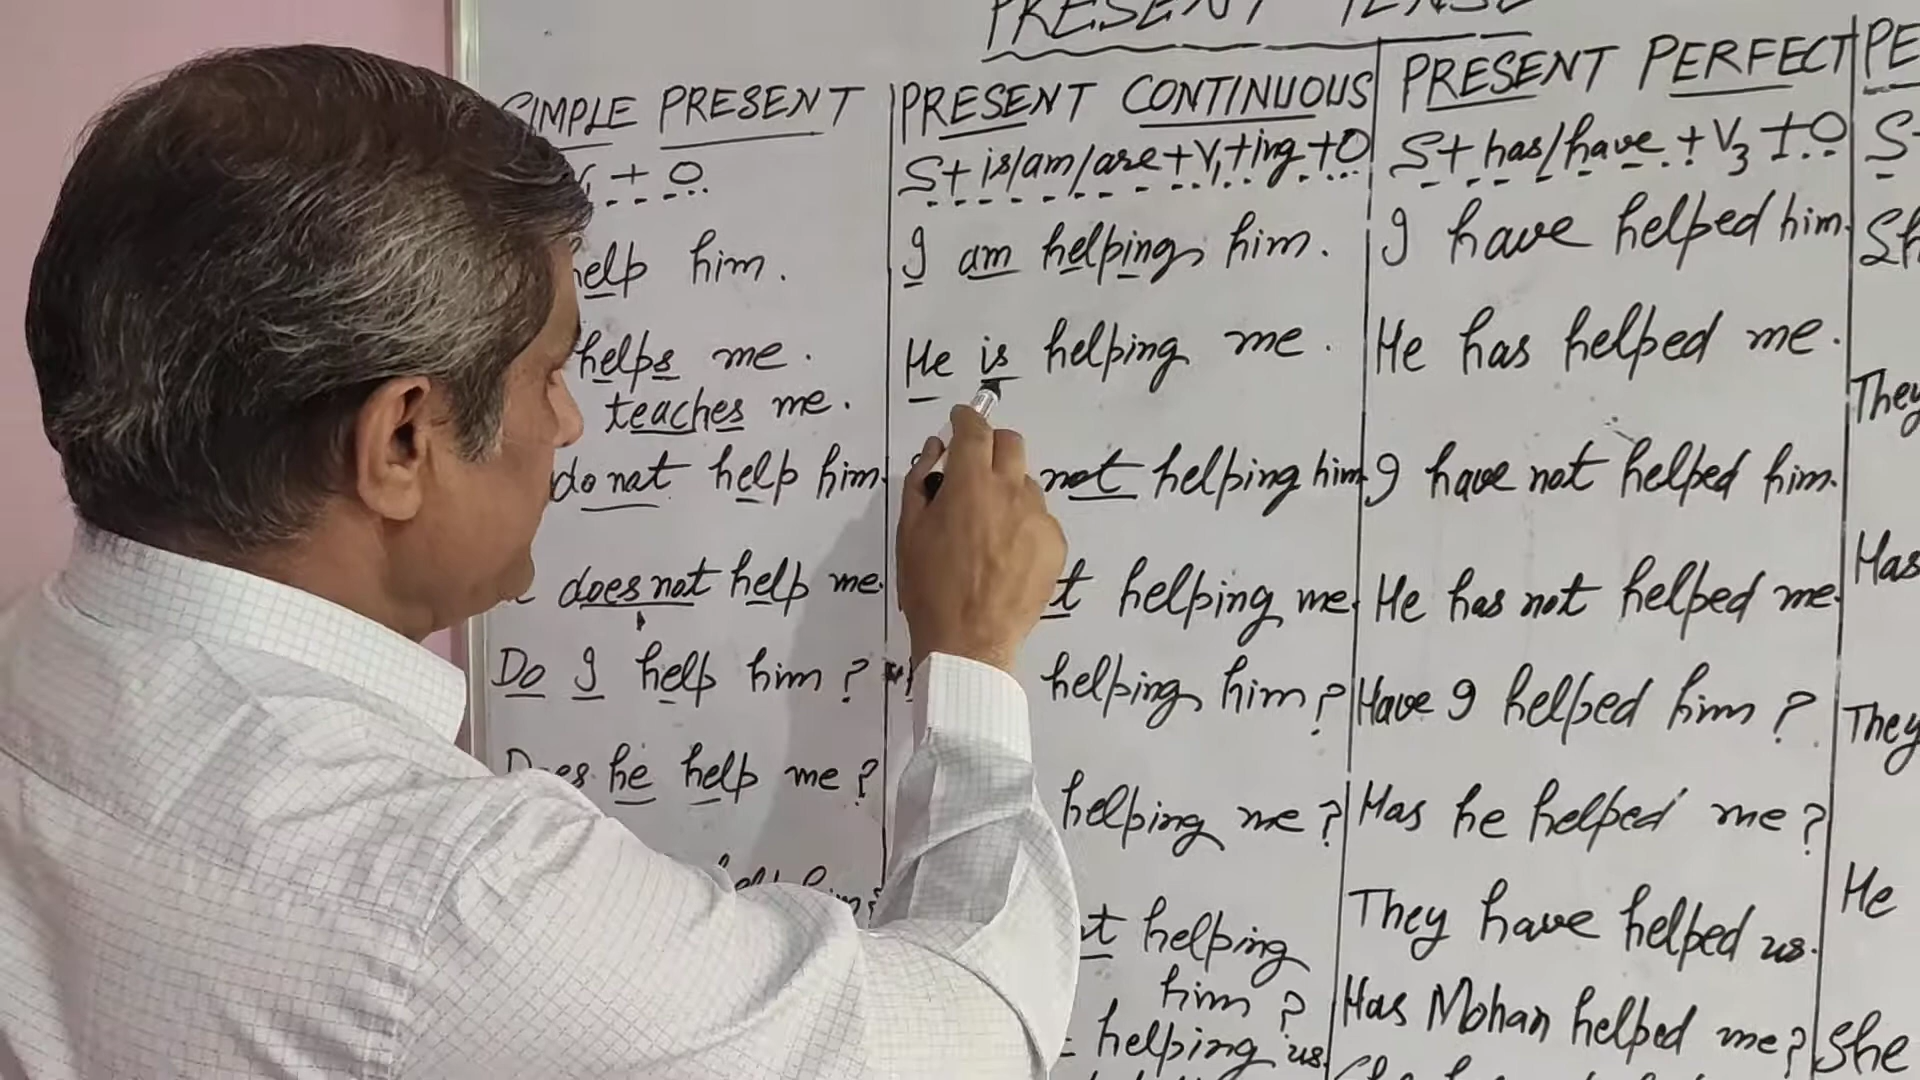 PRESENT TENSE
SIMPLE PRESENT
+ O
help him.
helps me.
teaches me.
do not help him.
does not help me.
Do I help him?
Does he help me?
PRESENT CONTINUOUS
S+ is/am/are + V1 + ing + O
I am helping him.
He is helping me.
not helping him
helping me.
helping him?
helping me?
helping
him?
helping us.
PRESENT PERFECT
S+ has/have + V3 + O
I have helped him.
He has helped me.
I have not helped him.
He has not helped me.
Have I helped him?
Has he helped me?
They have helped us.
Has Mohan helped me?
PE
S
Sh
They
Has
They
He
She